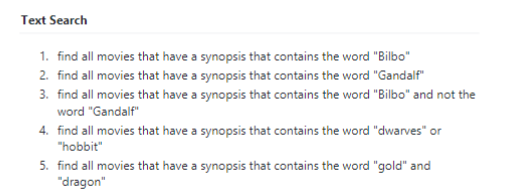 Text Search
1. find all movies that have a synopsis that contains the word "Bilbo"
2. find all movies that have a synopsis that contains the word "Gandalf"
3. find all movies that have a synopsis that contains the word "Bilbo" and not the
word "Gandalf"
4. find all movies that have a synopsis that contains the word "dwarves" or
"hobbit"
5. find all movies that have a synopsis that contains the word "gold" and
"dragon"